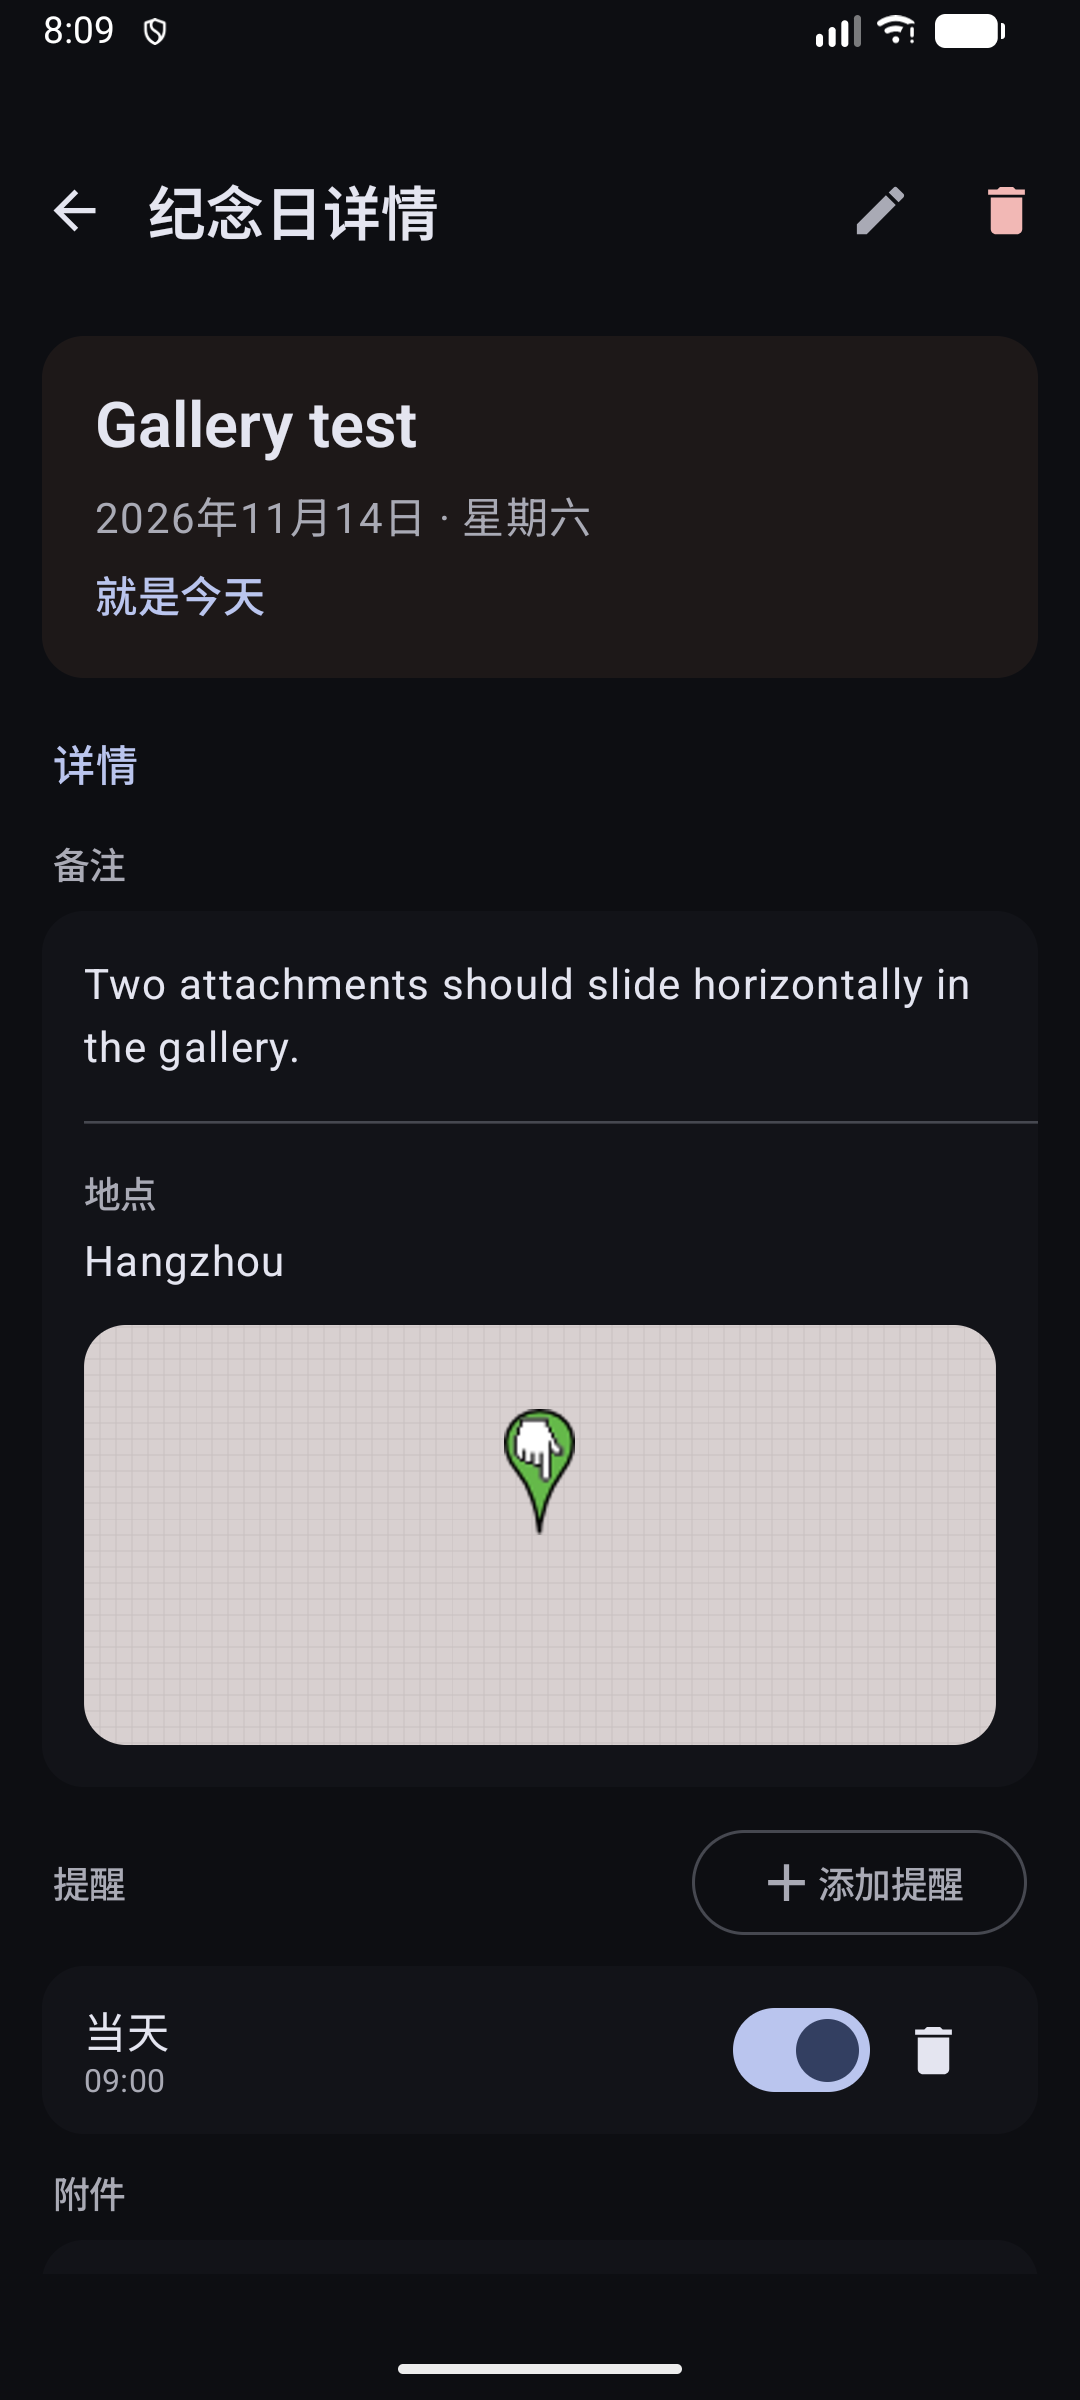 8:09
纪念日详情
Gallery test
2026年11月14日 · 星期六
就是今天
详情
备注
Two attachments should slide horizontally in
the gallery.
地点
Hangzhou
提醒
添加提醒
当天
09:00
附件